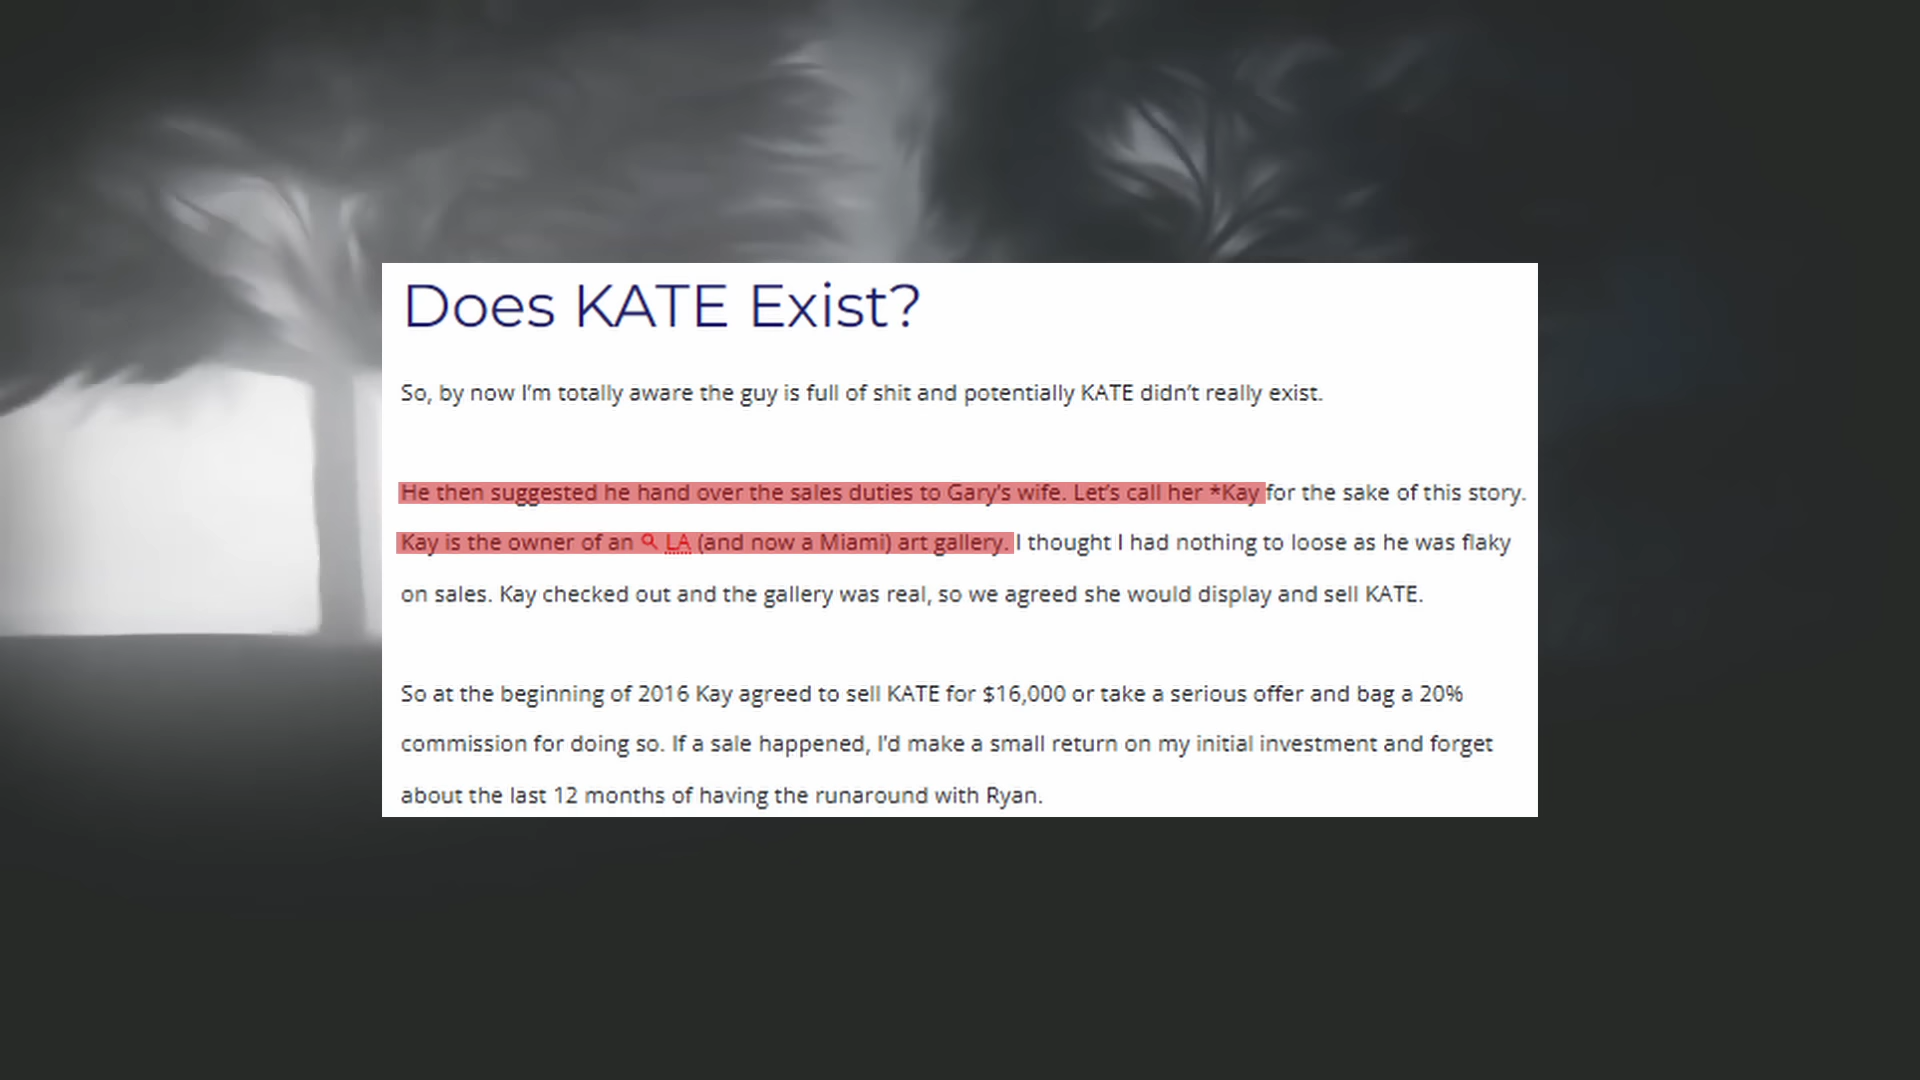 Does KATE Exist?
So, by now I'm totally aware the guy is full of shit and potentially KATE didn't really exist.
He then suggested he hand over the sales duties to Gary's wife. Let's call her *Kay for the sake of this story.
Kay is the owner of an LA (and now a Miami) art gallery. I thought I had nothing to loose as he was flaky
on sales. Kay checked out and the gallery was real, so we agreed she would display and sell KATE.
So at the beginning of 2016 Kay agreed to sell KATE for $16,000 or take a serious offer and bag a 20%
commission for doing so. If a sale happened, I'd make a small return on my initial investment and forget
about the last 12 months of having the runaround with Ryan.